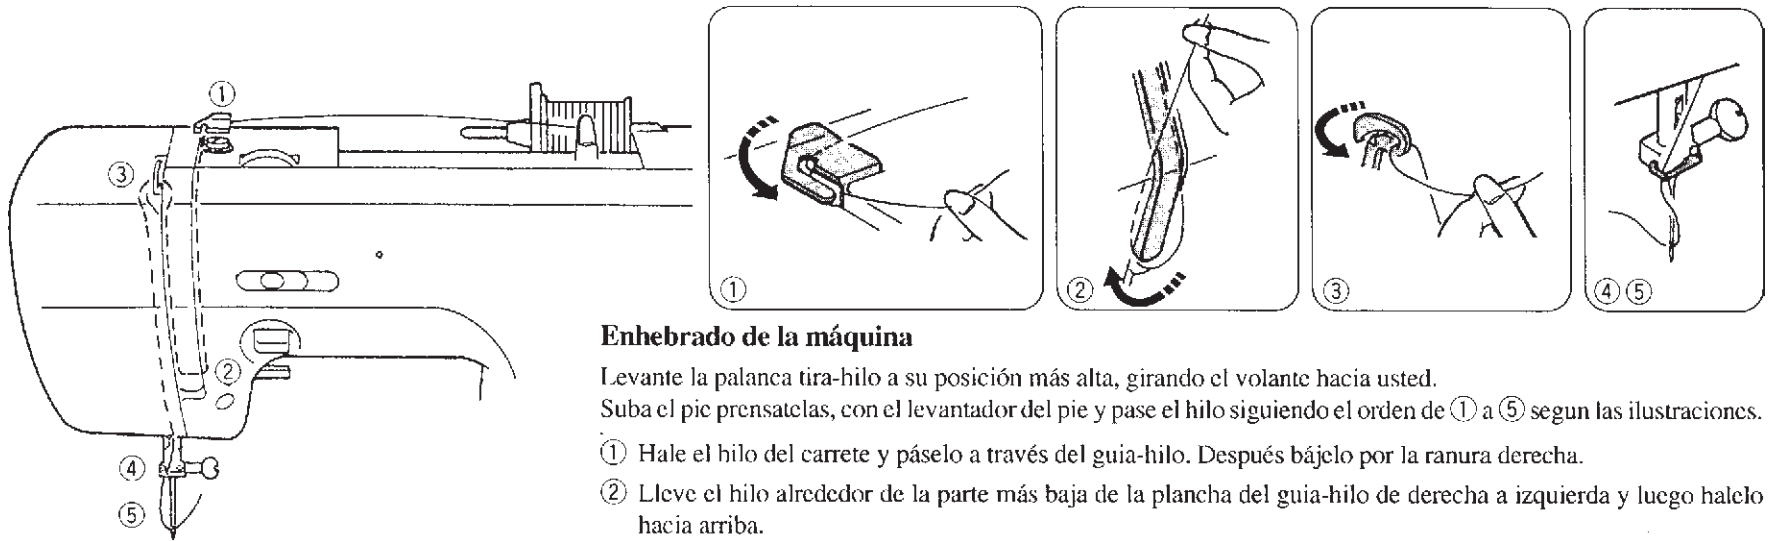 ①
③
②
④
⑤
①
②
③
④ ⑤
Enhebrado de la máquina
Levante la palanca tira-hilo a su posición más alta, girando el volante hacia usted.
Suba el pie prensatelas, con el levantador del pie y pase el hilo siguiendo el orden de ① a ⑤ segun las ilustraciones.
① Hale el hilo del carrete y páselo a través del guia-hilo. Después bájelo por la ranura derecha.
② Lleve el hilo alrededor de la parte más baja de la plancha del guia-hilo de derecha a izquierda y luego halelo
hacia arriba.